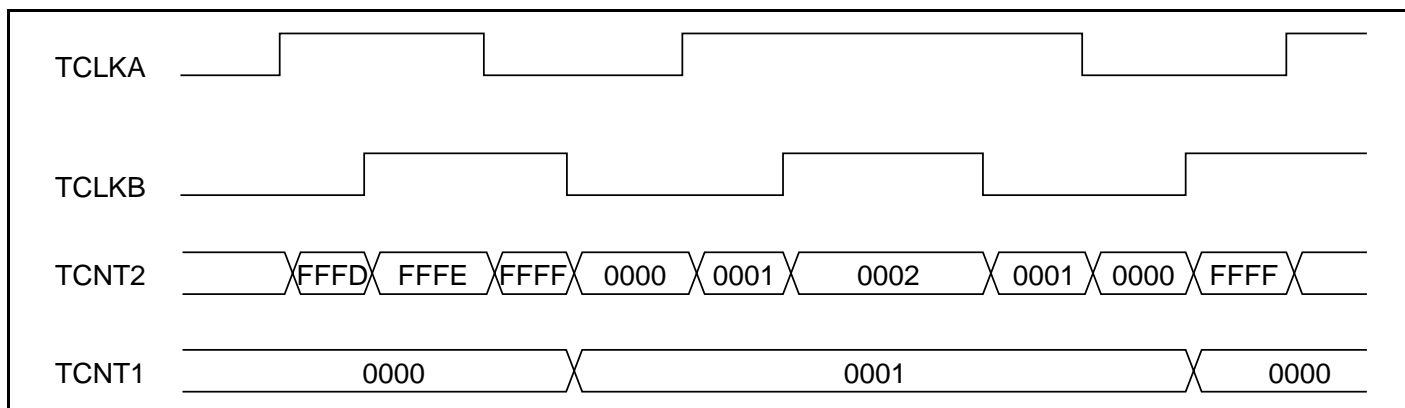 TCLKA
TCLKB
TCNT2 FFFD FFFE FFFF 0000 0001 0002 0001 0000 FFFF
TCNT1 0000 0001 0000